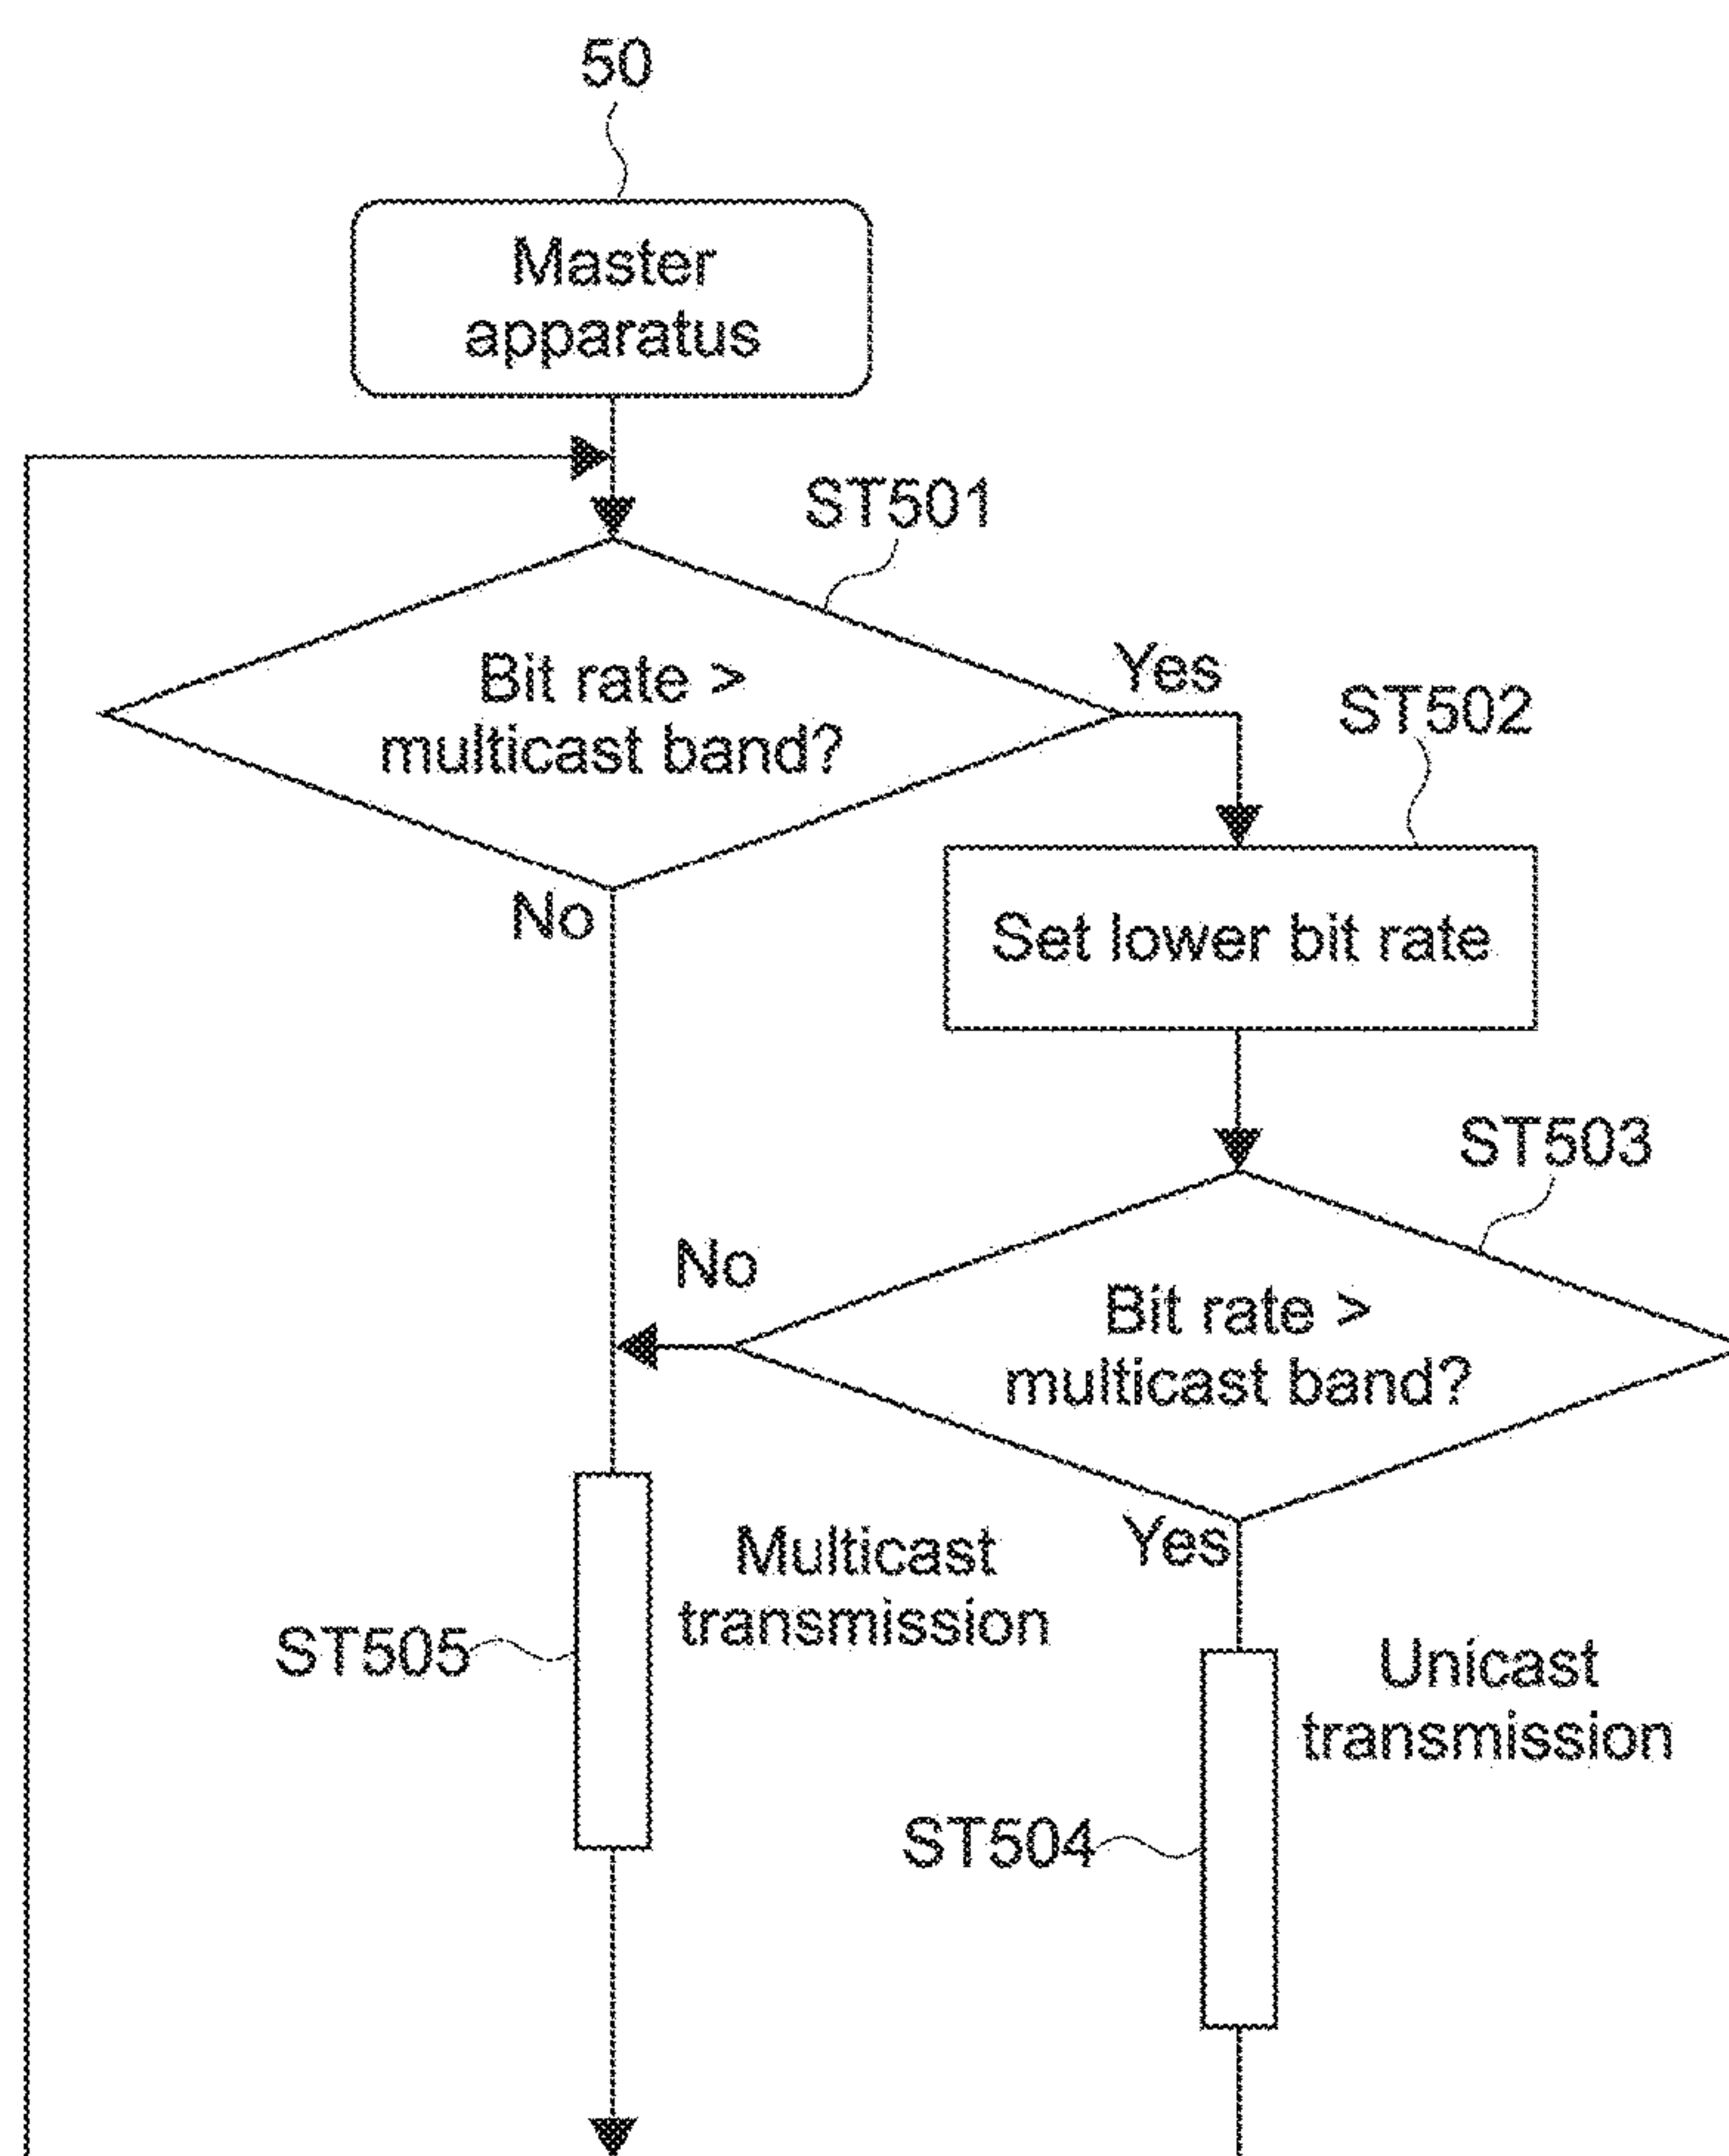 50
Master
apparatus
ST501
Bit rate >
multicast band?
Yes
ST502
No
Set lower bit rate
ST503
No
Bit rate >
multicast band?
Yes
Multicast
transmission
ST505
Unicast
transmission
ST504